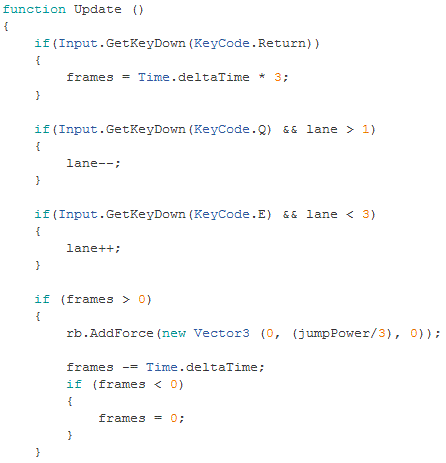 function Update ()
{
    if(Input.GetKeyDown(KeyCode.Return))
    {
        frames = Time.deltaTime * 3;
    }

    if(Input.GetKeyDown(KeyCode.Q) && lane > 1)
    {
        lane--;
    }

    if(Input.GetKeyDown(KeyCode.E) && lane < 3)
    {
        lane++;
    }

    if (frames > 0)
    {
        rb.AddForce(new Vector3 (0, (jumpPower/3), 0));

        frames -= Time.deltaTime;
        if (frames < 0)
        {
            frames = 0;
        }
    }